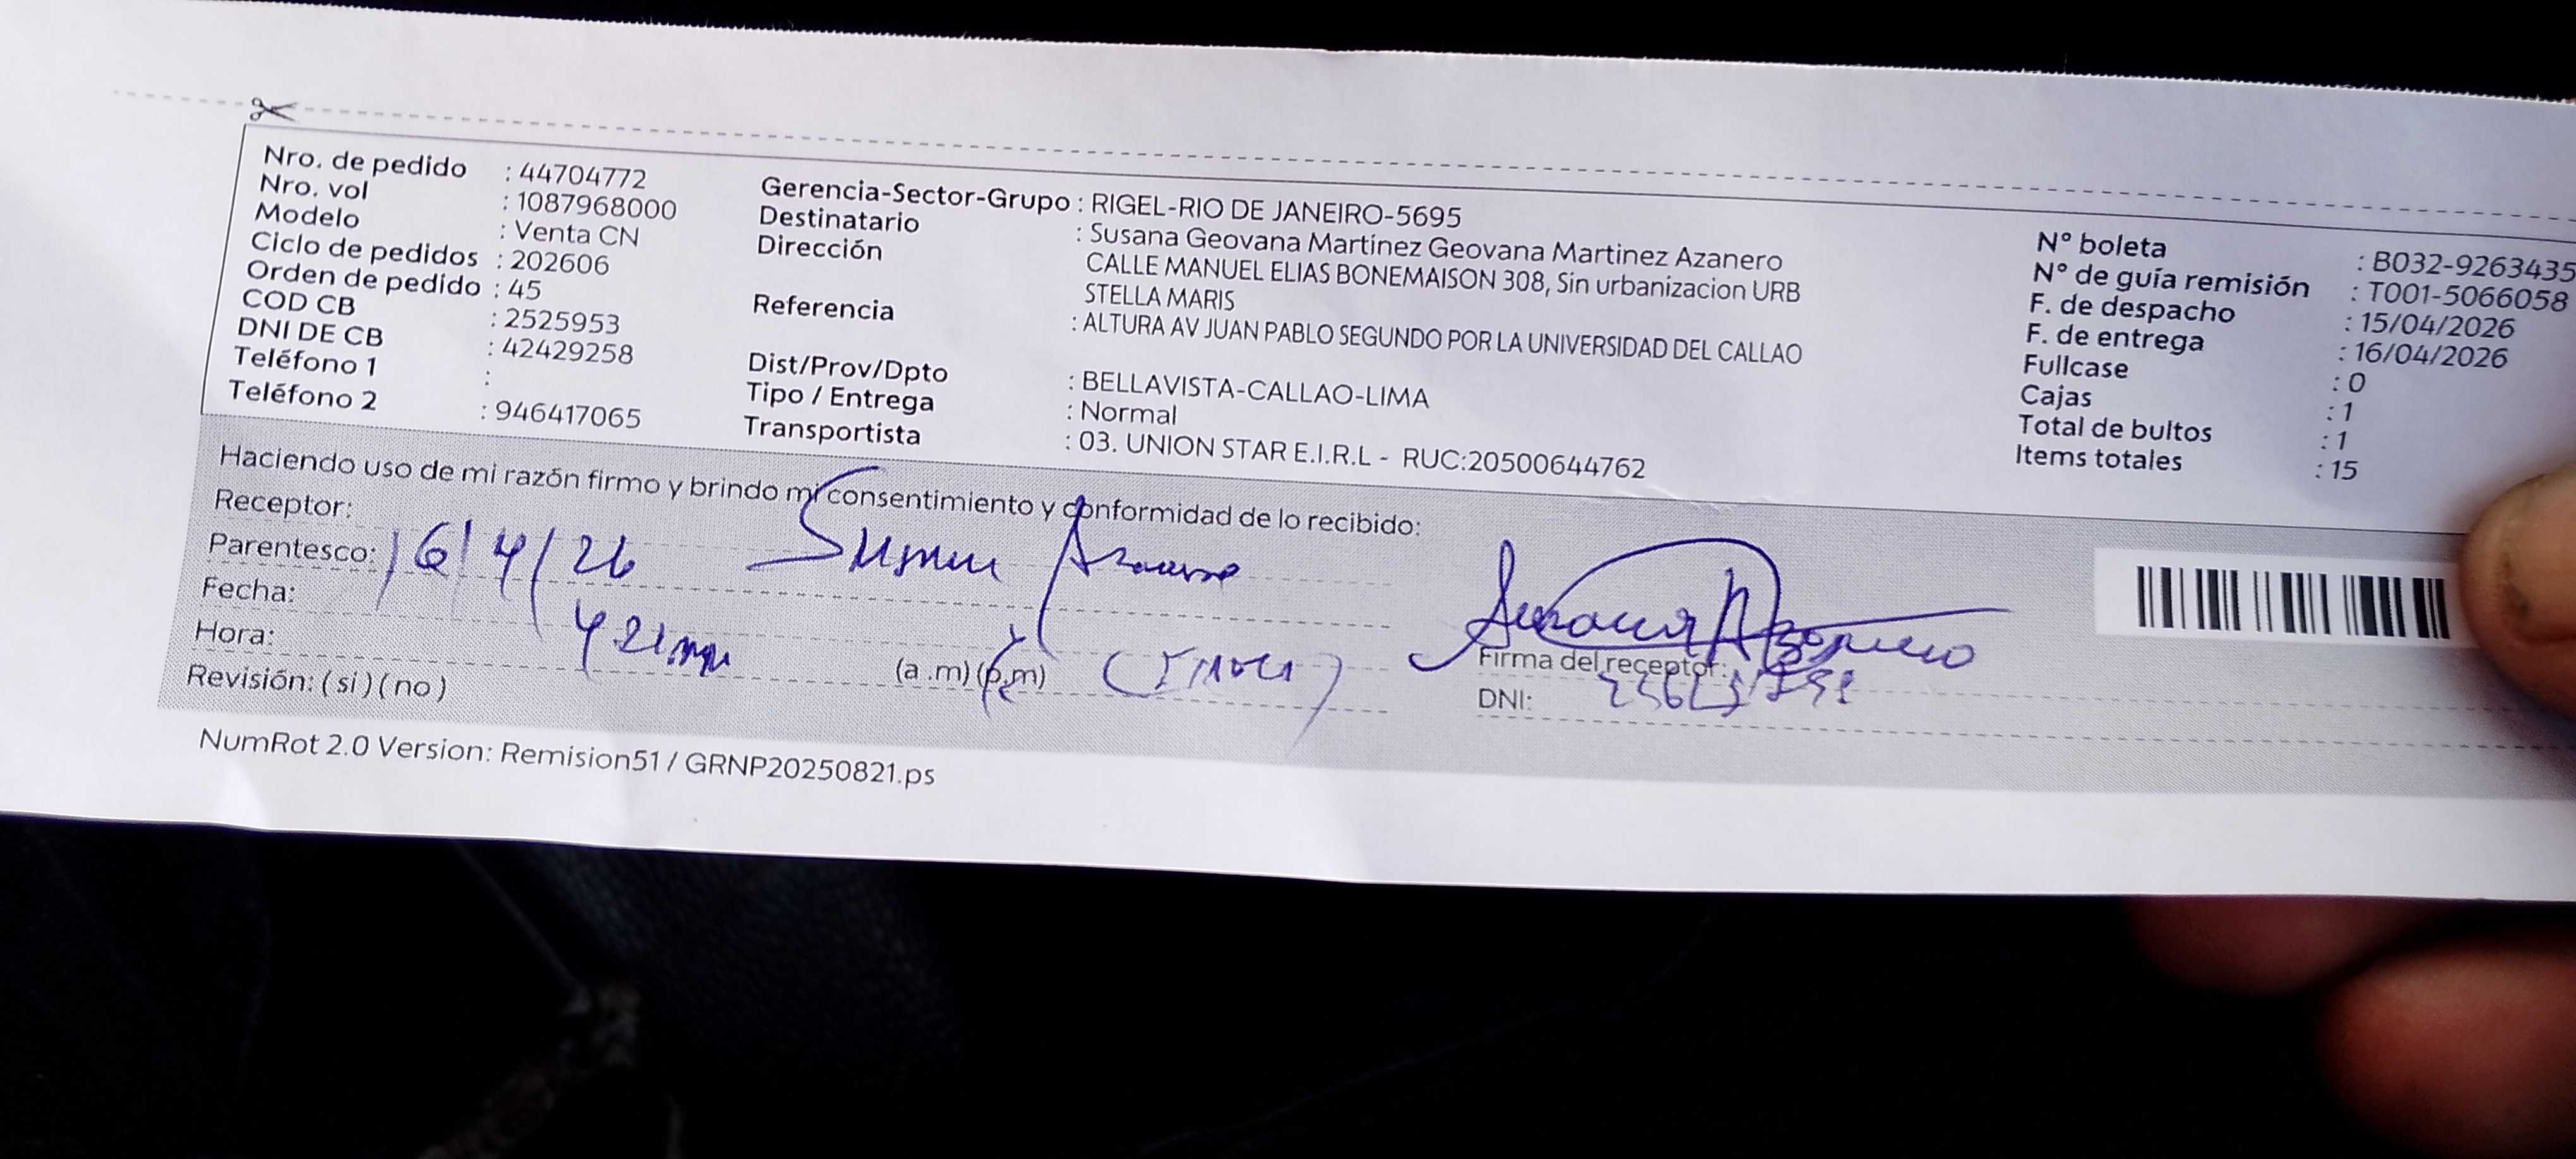 Nro. de pedido : 44704772
Nro. vol : 1087968000
Modelo : Venta CN
Ciclo de pedidos : 202606
Orden de pedido : 45
COD CB : 2525953
DNI DE CB : 42429258
Teléfono 1 :
Teléfono 2 : 946417065
Gerencia-Sector-Grupo : RIGEL-RIO DE JANEIRO-5695
Destinatario : Susana Geovana Martínez Geovana Martinez Azanero
Dirección CALLE MANUEL ELIAS BONEMAISON 308, Sin urbanizacion URB
STELLA MARIS
Referencia : ALTURA AV JUAN PABLO SEGUNDO POR LA UNIVERSIDAD DEL CALLAO
Dist/Prov/Dpto : BELLAVISTA-CALLAO-LIMA
Tipo / Entrega : Normal
Transportista : 03. UNION STAR E.I.R.L - RUC:20500644762
N° boleta : B032-9263435
N° de guía remisión : T001-5066058
F. de despacho : 15/04/2026
F. de entrega : 16/04/2026
Fullcase : 0
Cajas : 1
Total de bultos : 1
Items totales : 15
Haciendo uso de mi razón firmo y brindo mi consentimiento y conformidad de lo recibido:
Receptor:
Parentesco: 16/4/26
Fecha:
Hora: (a.m)(p.m)
Revisión: (si)(no)
Firma del receptor:
DNI:
NumRot 2.0 Version: Remision51 / GRNP20250821.ps